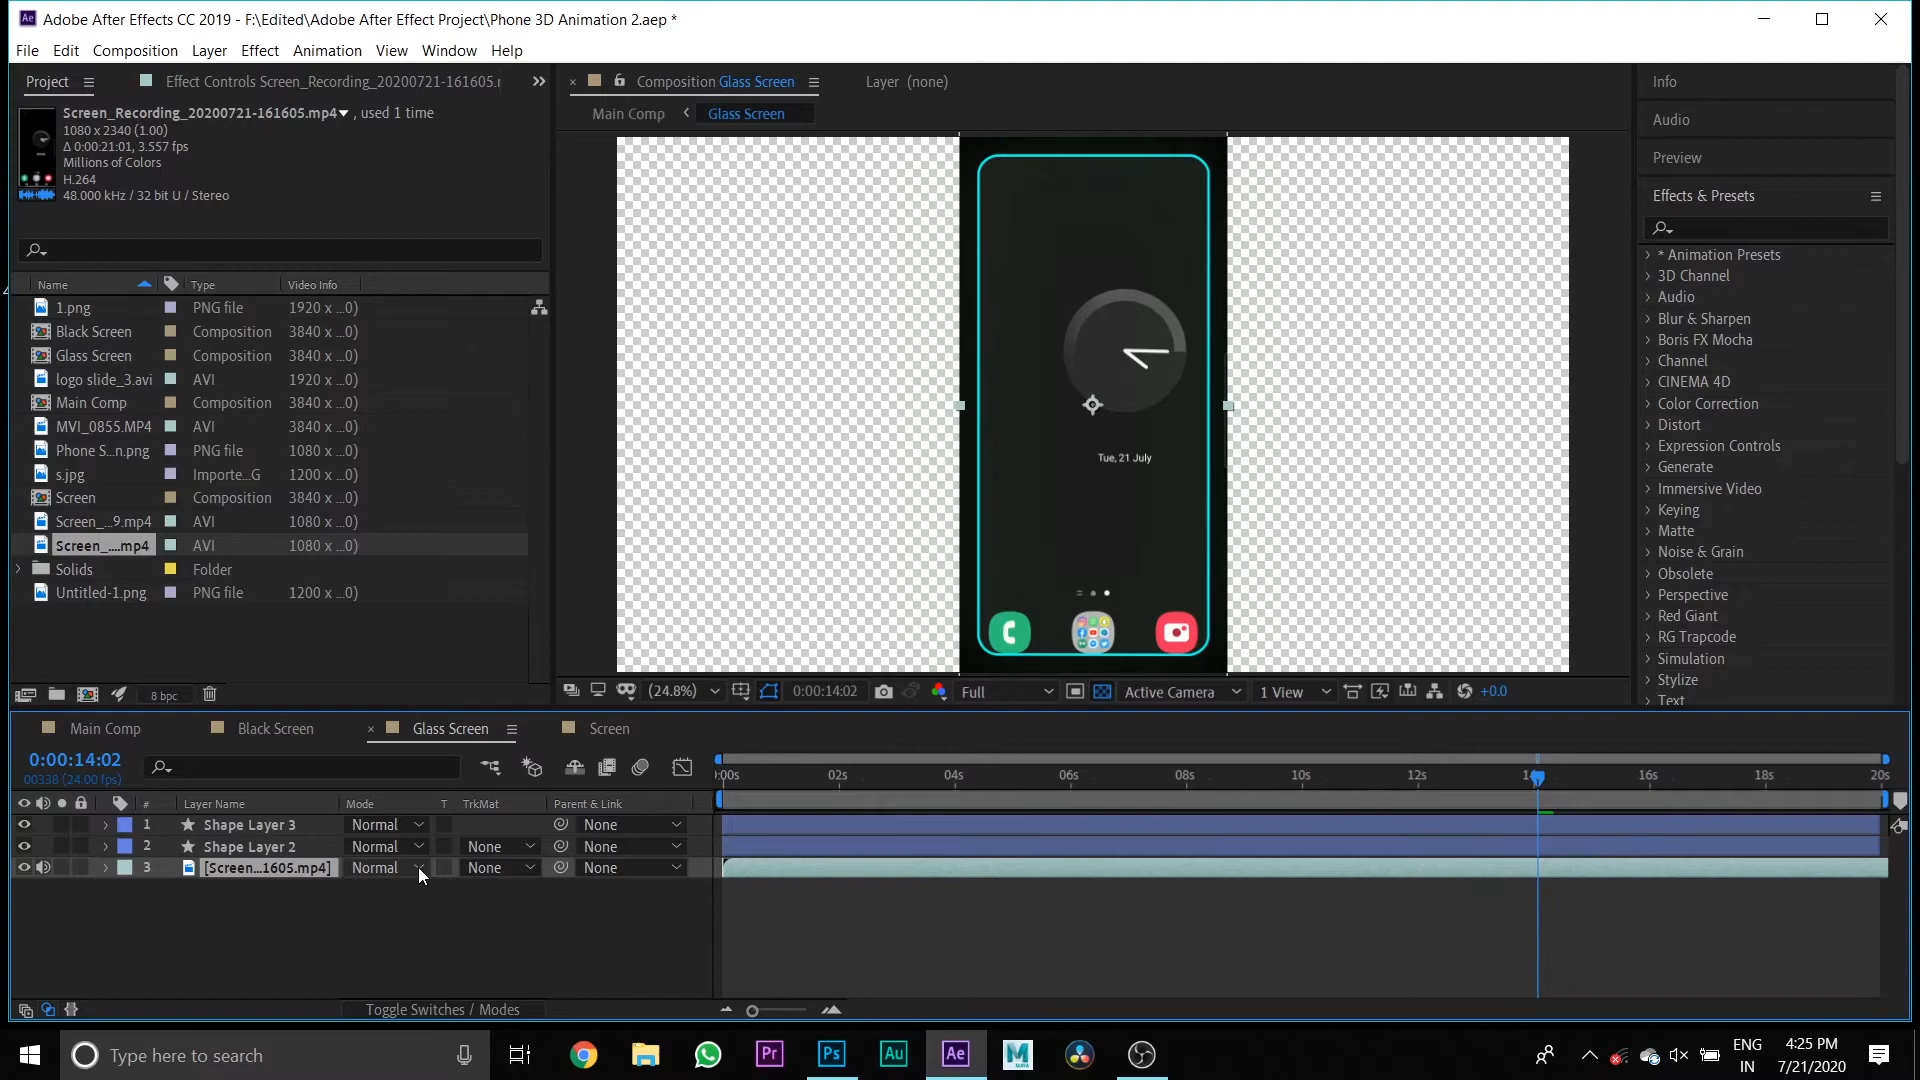 Ae Adobe After Effects CC 2019 - F:\Edited\Adobe After Effect Project\Phone 3D Animation 2.aep *
File Edit Composition Layer Effect Animation View Window Help
Project Effect Controls Screen_Recording_20200721-161605.r
Composition Glass Screen Layer (none)
Main Comp Glass Screen
Screen_Recording_20200721-161605.mp4 , used 1 time
1080 x 2340 (1.00)
Δ 0:00:21:01, 3.557 fps
Millions of Colors
H.264
48.000 kHz / 32 bit U / Stereo
Name Type Video Info
1.png PNG file 1920 x ...0)
Black Screen Composition 3840 x ...0)
Glass Screen Composition 3840 x ...0)
logo slide_3.avi AVI 1920 x ...0)
Main Comp Composition 3840 x ...0)
MVI_0855.MP4 AVI 3840 x ...0)
Phone S...n.png PNG file 1080 x ...0)
s.jpg Importe...G 1200 x ...0)
Screen Composition 3840 x ...0)
Screen_...9.mp4 AVI 1080 x ...0)
Screen_....mp4 AVI 1080 x ...0)
Solids Folder
Untitled-1.png PNG file 1200 x ...0)
8 bpc
Tue, 21 July
(24.8%) 0:00:14:02 Full Active Camera 1 View +0.0
Info
Audio
Preview
Effects & Presets
* Animation Presets
3D Channel
Audio
Blur & Sharpen
Boris FX Mocha
Channel
CINEMA 4D
Color Correction
Distort
Expression Controls
Generate
Immersive Video
Keying
Matte
Noise & Grain
Obsolete
Perspective
Red Giant
RG Trapcode
Simulation
Stylize
Text
Main Comp Black Screen Glass Screen Screen
0:00:14:02
00338 (24.00 fps)
:00s 02s 04s 06s 08s 10s 12s 14s 16s 18s 20s
# Layer Name Mode T TrkMat Parent & Link
1 Shape Layer 3 Normal None
2 Shape Layer 2 Normal None None
3 [Screen...1605.mp4] Normal None None
Toggle Switches / Modes
Type here to search
Pr Ps Au Ae M
ENG
IN
4:25 PM
7/21/2020